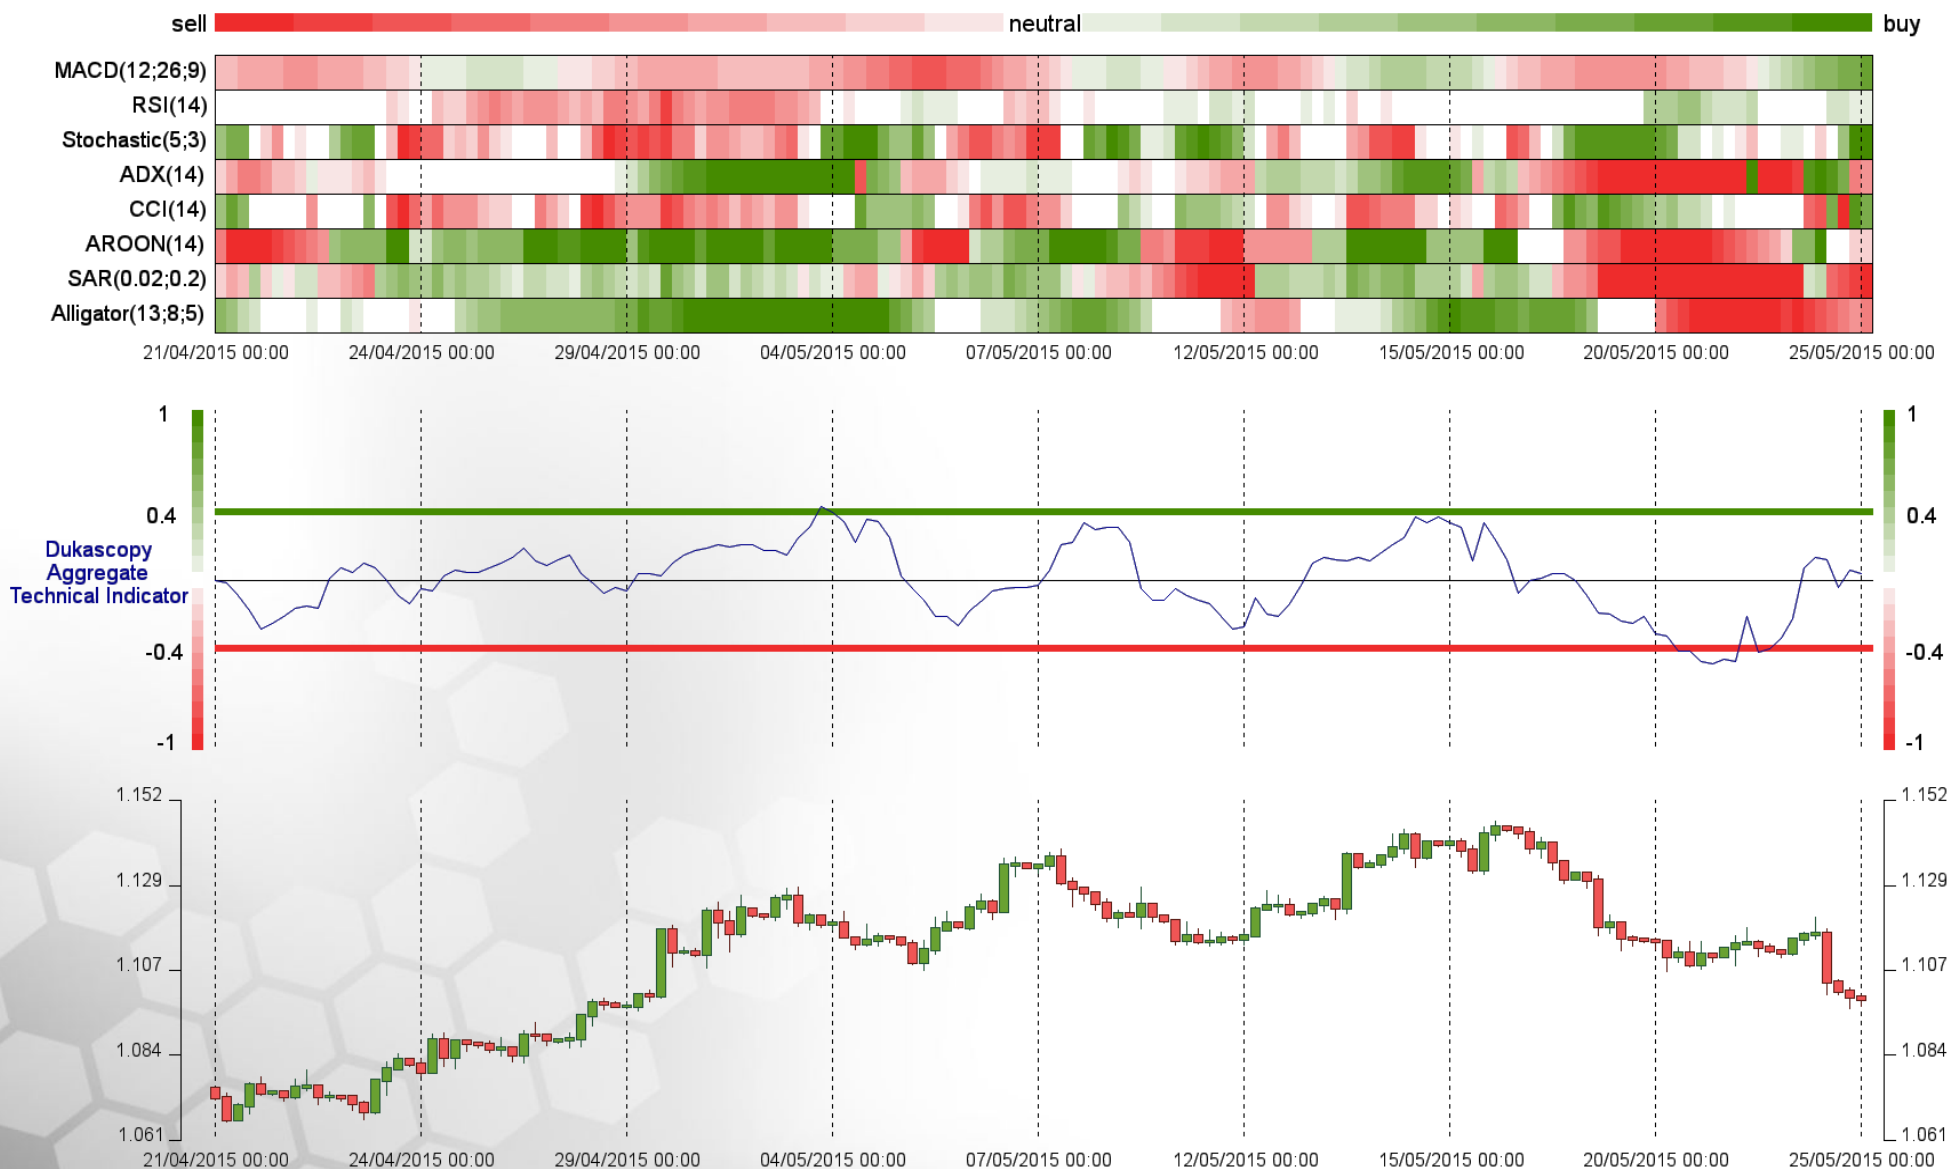 sell neutral buy
MACD(12;26;9)
RSI(14)
Stochastic(5;3)
ADX(14)
CCI(14)
AROON(14)
SAR(0.02;0.2)
Alligator(13;8;5)
21/04/2015 00:00 24/04/2015 00:00 29/04/2015 00:00 04/05/2015 00:00 07/05/2015 00:00 12/05/2015 00:00 15/05/2015 00:00 20/05/2015 00:00 25/05/2015 00:00
1 1
0.4 0.4
Dukascopy
Aggregate
Technical Indicator
-0.4 -0.4
-1 -1
1.152 1.152
1.129 1.129
1.107 1.107
1.084 1.084
1.061 1.061
21/04/2015 00:00 24/04/2015 00:00 29/04/2015 00:00 04/05/2015 00:00 07/05/2015 00:00 12/05/2015 00:00 15/05/2015 00:00 20/05/2015 00:00 25/05/2015 00:00